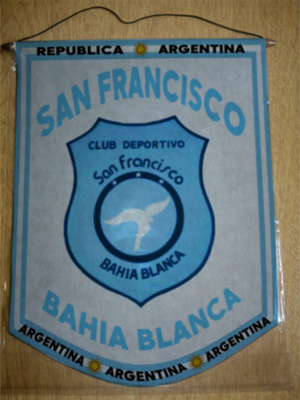 REPUBLICA ARGENTINA
SAN FRANCISCO
CLUB DEPORTIVO
San Francisco
BAHIA BLANCA
BAHIA BLANCA
ARGENTINA ARGENTINA ARGENTINA